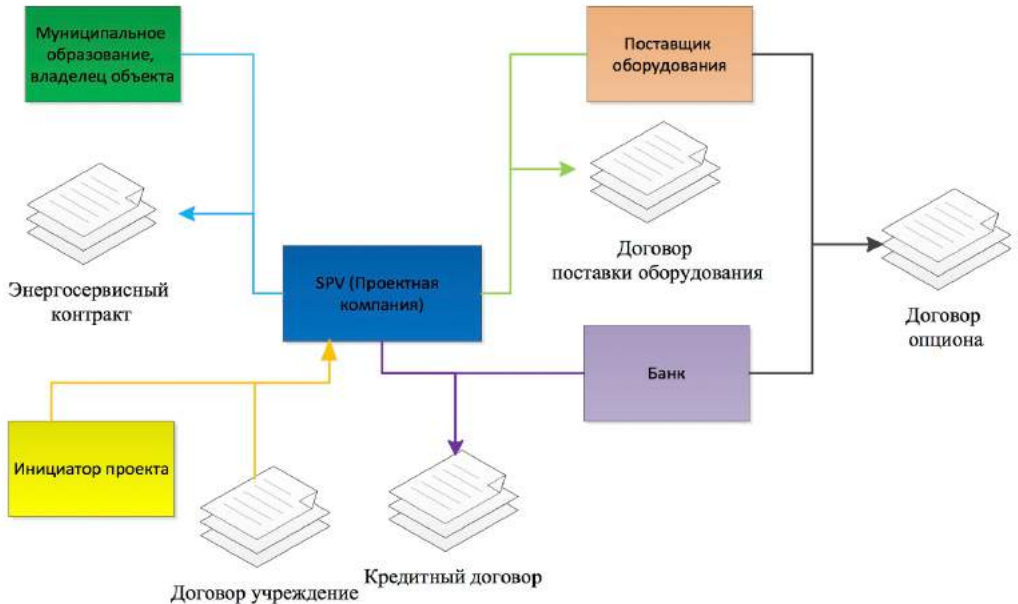 Муниципальное
образование,
владелец объекта
Поставщик
оборудования
Энергосервисный
контракт
SPV (Проектная
компания)
Договор
поставки оборудования
Договор
опциона
Банк
Инициатор проекта
Договор учреждение
Кредитный договор